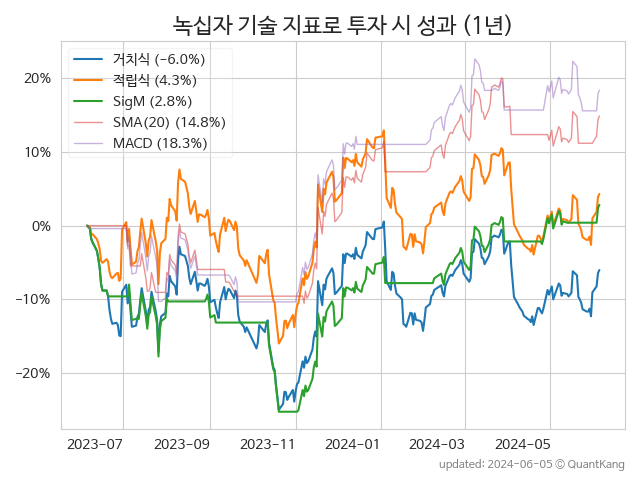 녹십자 기술 지표로 투자 시 성과 (1년)
거치식 (−6.0%)
적립식 (4.3%)
SigM (2.8%)
SMA(20) (14.8%)
MACD (18.3%)
20%
10%
0%
−10%
−20%
2023-07 2023-09 2023-11 2024-01 2024-03 2024-05
updated: 2024-06-05 © QuantKang